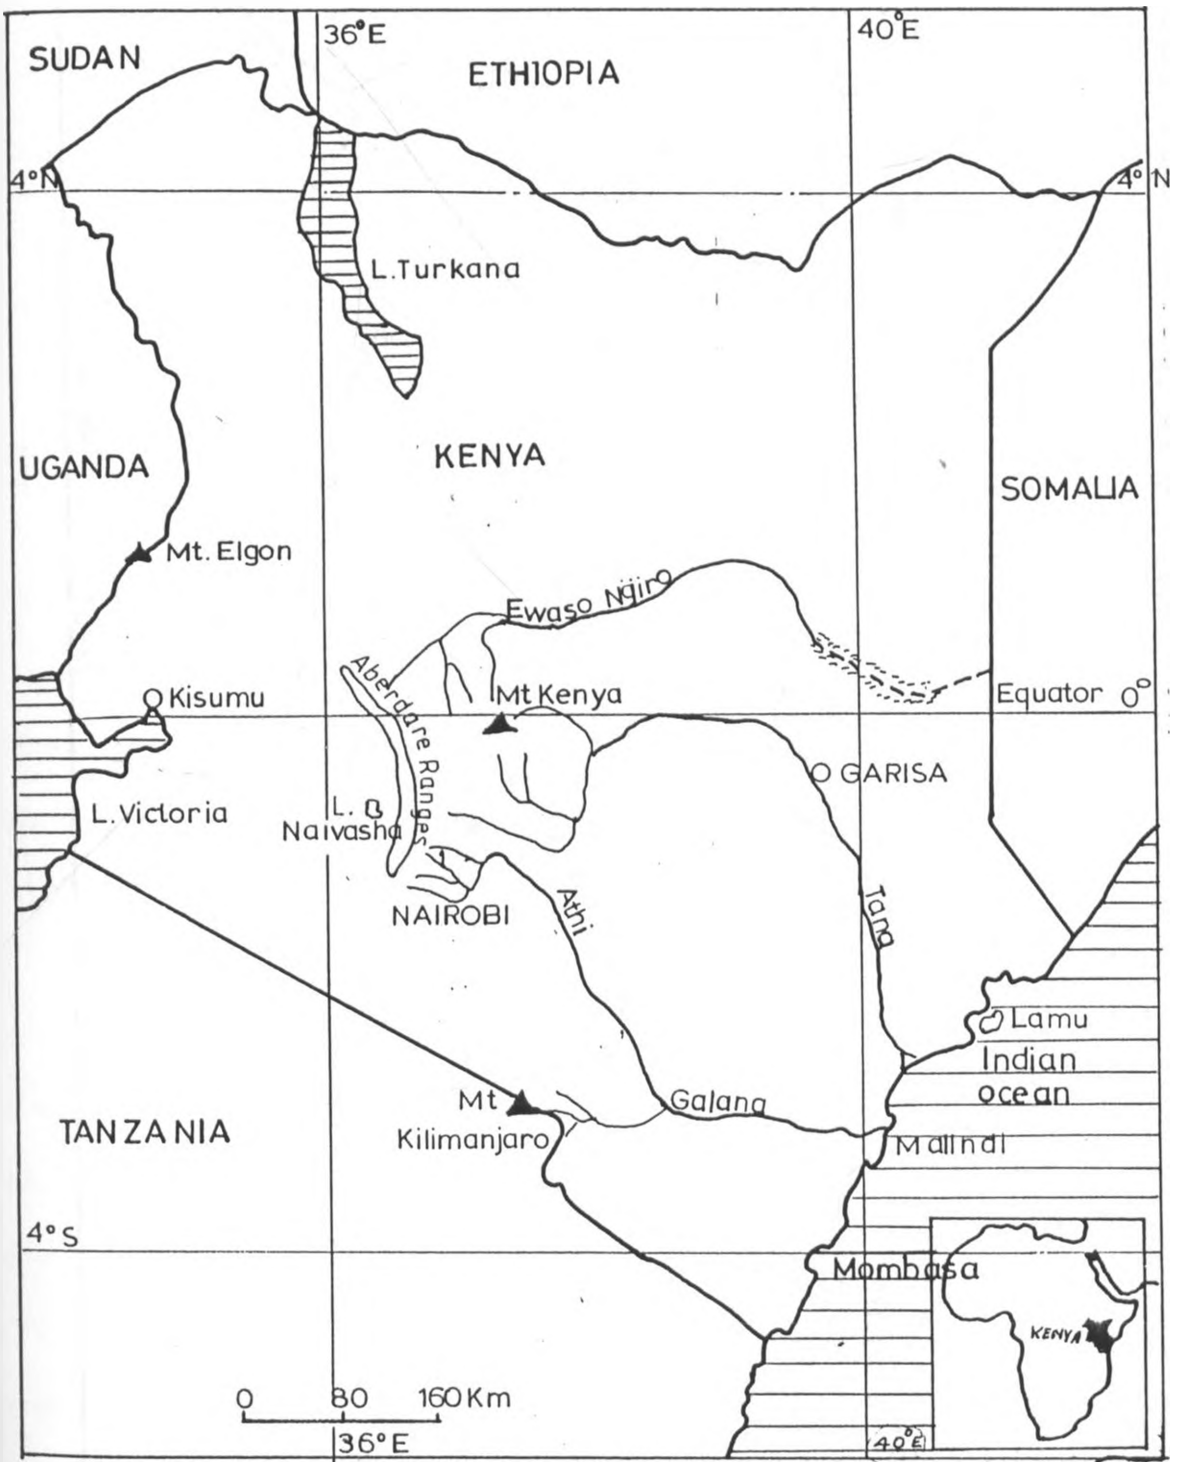 36°E
40°E
SUDAN
ETHIOPIA
4°N
4°N
L.Turkana
KENYA
UGANDA
SOMALIA
Mt. Elgon
Ewaso Ngiro
Aberdare Ranges
Kisumu
Mt Kenya
Equator 0°
GARISA
L. Victoria
L.
Naivasha
NAIROBI
Athi
Tana
Lamu
Indian
ocean
Mt
Kilimanjaro
Galana
TANZANIA
Malindi
4°S
Mombasa
KENYA
0 80 160 Km
36°E
40°E